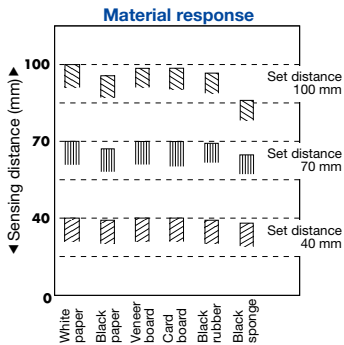 Material response
◄ Sensing distance (mm) ►
100
70
40
0
Set distance
100 mm
Set distance
70 mm
Set distance
40 mm
White
paper
Black
paper
Veneer
board
Card
board
Black
rubber
Black
sponge